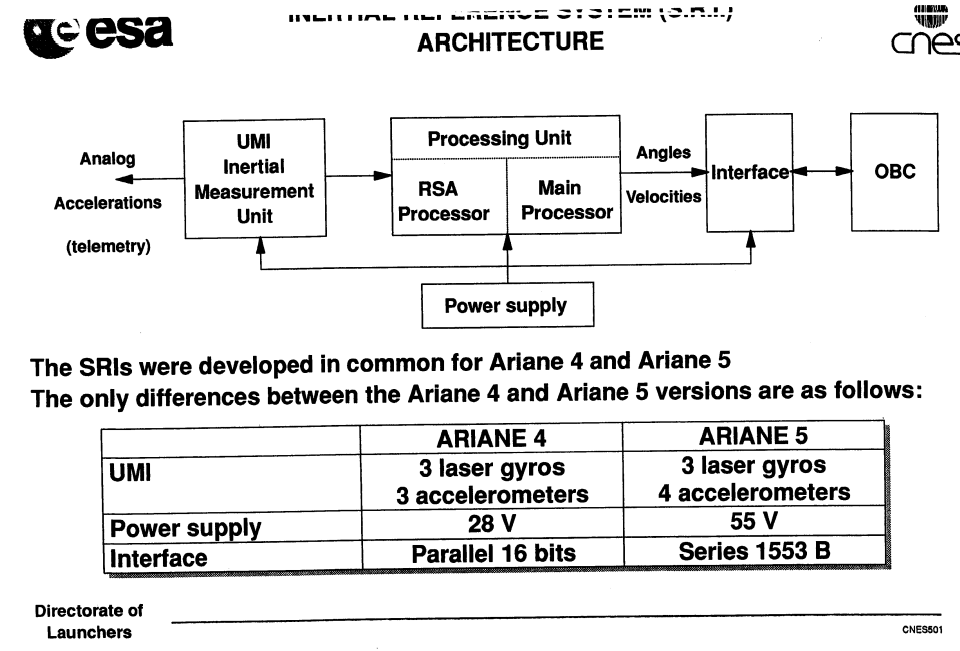 esa
INERTIAL REFERENCE SYSTEM (S.R.I.)
ARCHITECTURE
cnes
Analog
Accelerations
(telemetry)
UMI
Inertial
Measurement
Unit
Processing Unit
RSA
Processor
Main
Processor
Angles
Velocities
Interface
OBC
Power supply
The SRIs were developed in common for Ariane 4 and Ariane 5
The only differences between the Ariane 4 and Ariane 5 versions are as follows:
ARIANE 4 ARIANE 5
UMI 3 laser gyros 3 laser gyros
3 accelerometers 4 accelerometers
Power supply 28 V 55 V
Interface Parallel 16 bits Series 1553 B
Directorate of
Launchers
CNES501